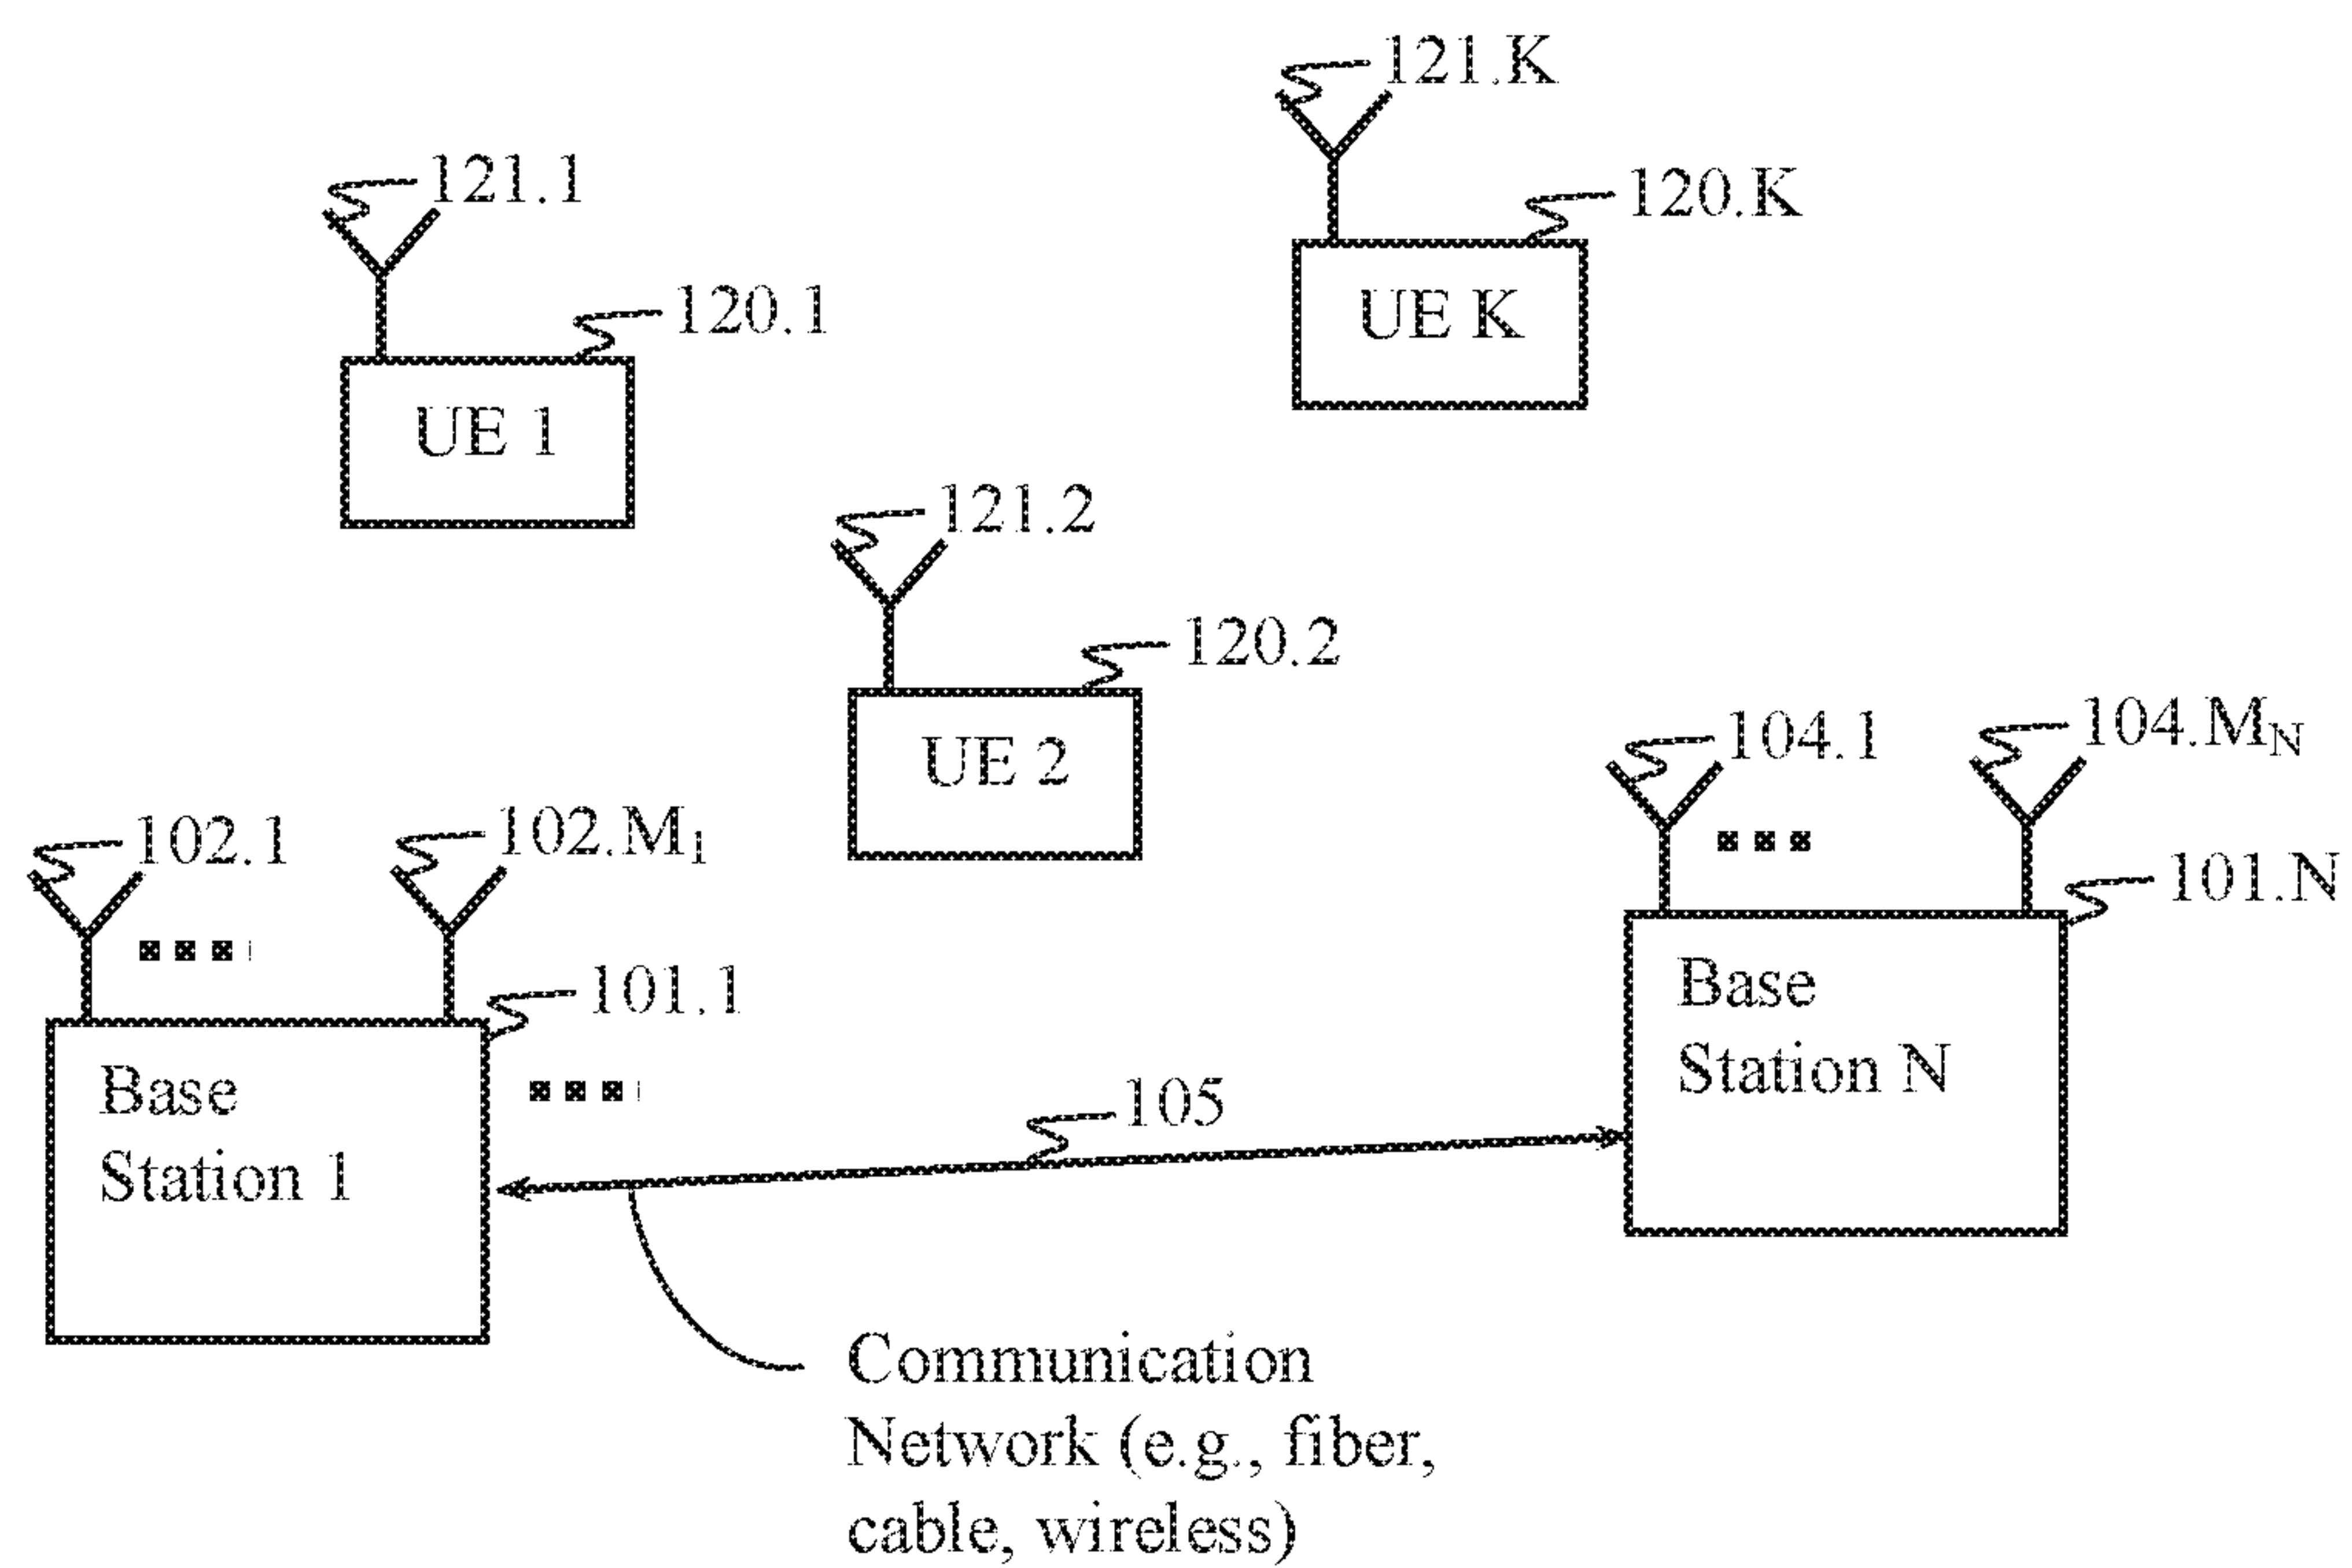 121.K
121.1
120.K
120.1
UE K
UE 1
121.2
120.2
UE 2
104.1
104.M_N
102.1
102.M_1
101.N
Base
Station N
101.1
Base
Station 1
105
Communication
Network (e.g., fiber,
cable, wireless)